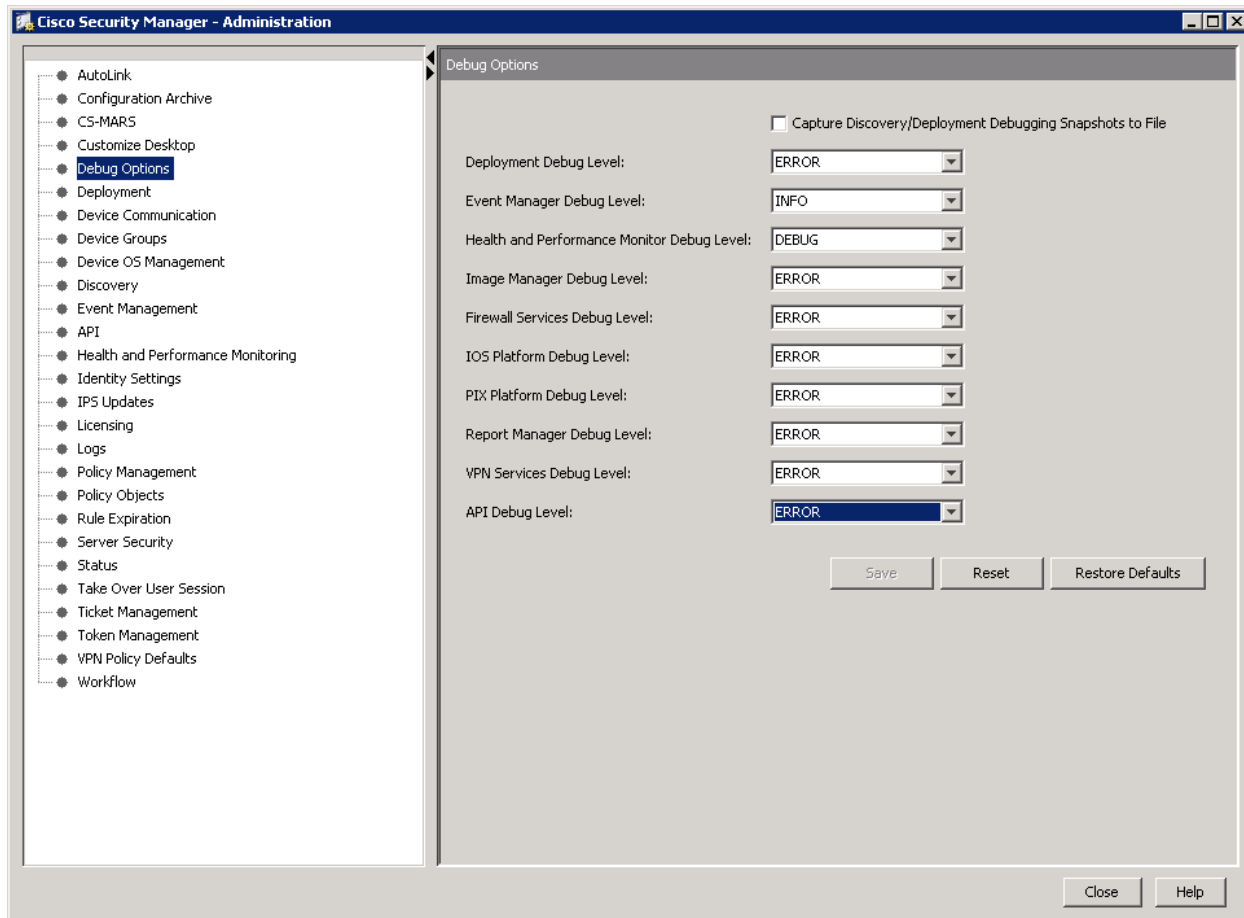 Cisco Security Manager - Administration
AutoLink
Configuration Archive
CS-MARS
Customize Desktop
Debug Options
Deployment
Device Communication
Device Groups
Device OS Management
Discovery
Event Management
API
Health and Performance Monitoring
Identity Settings
IPS Updates
Licensing
Logs
Policy Management
Policy Objects
Rule Expiration
Server Security
Status
Take Over User Session
Ticket Management
Token Management
VPN Policy Defaults
Workflow
Debug Options
Capture Discovery/Deployment Debugging Snapshots to File
Deployment Debug Level: ERROR
Event Manager Debug Level: INFO
Health and Performance Monitor Debug Level: DEBUG
Image Manager Debug Level: ERROR
Firewall Services Debug Level: ERROR
IOS Platform Debug Level: ERROR
PIX Platform Debug Level: ERROR
Report Manager Debug Level: ERROR
VPN Services Debug Level: ERROR
API Debug Level: ERROR
Save Reset Restore Defaults
Close Help